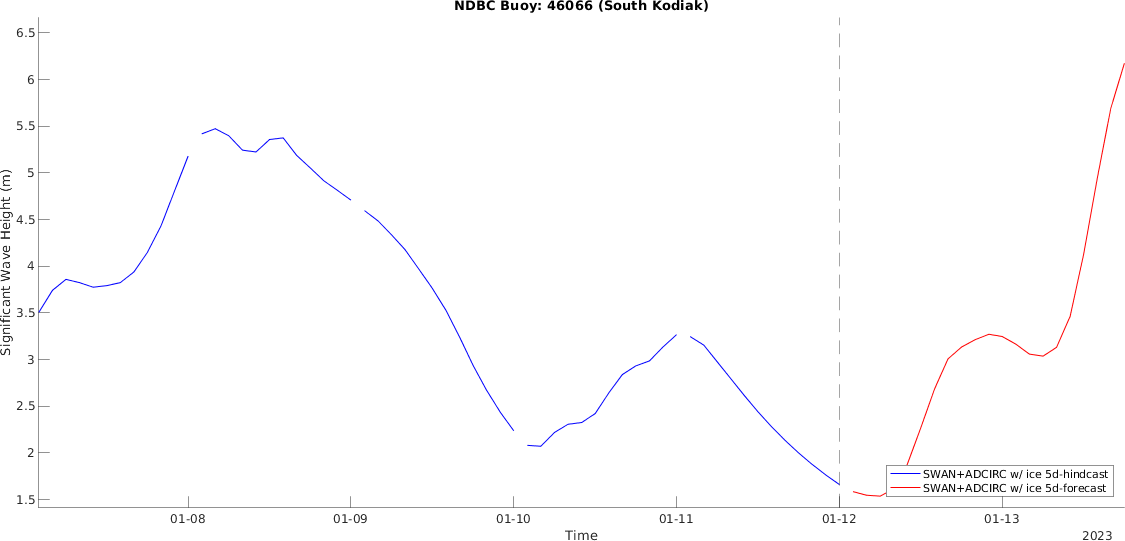 NDBC Buoy: 46066 (South Kodiak)
Significant Wave Height (m)
6.5
6
5.5
5
4.5
4
3.5
3
2.5
2
1.5
SWAN+ADCIRC w/ ice 5d-hindcast
SWAN+ADCIRC w/ ice 5d-forecast
01-08 01-09 01-10 01-11 01-12 01-13
Time
2023